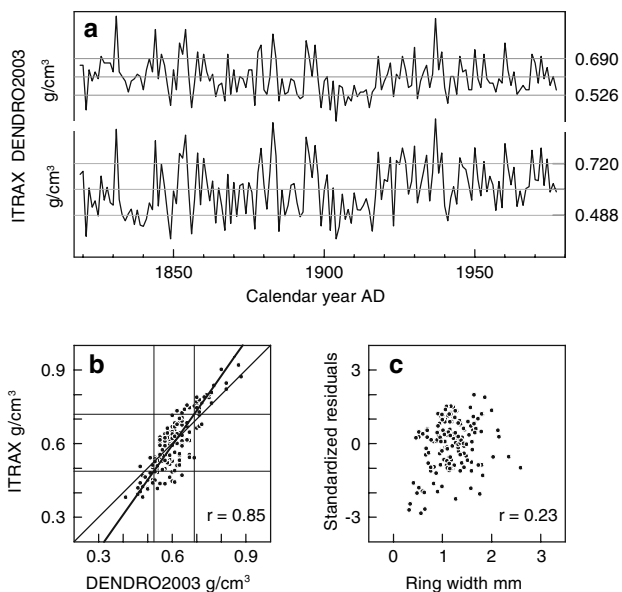 a
DENDRO2003
g/cm³
0.690
0.526
ITRAX
g/cm³
0.720
0.488
1850 1900 1950
Calendar year AD
b
ITRAX g/cm³
0.9
0.6
0.3
r = 0.85
0.3 0.6 0.9
DENDRO2003 g/cm³
c
Standardized residuals
3
0
-3
r = 0.23
0 1 2 3
Ring width mm